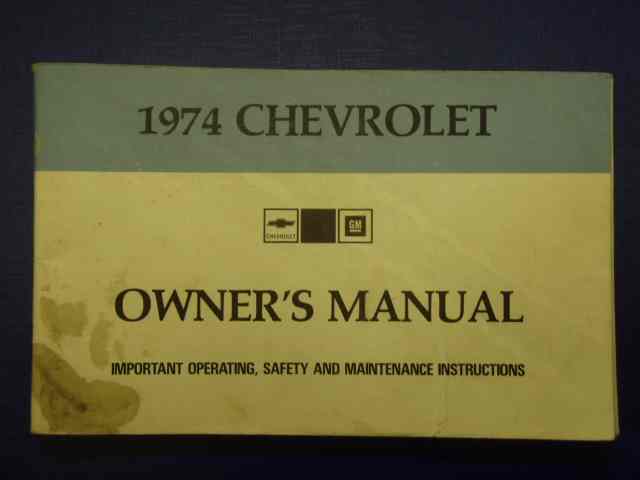 1974 CHEVROLET
CHEVROLET
GM
OWNER'S MANUAL
IMPORTANT OPERATING, SAFETY AND MAINTENANCE INSTRUCTIONS